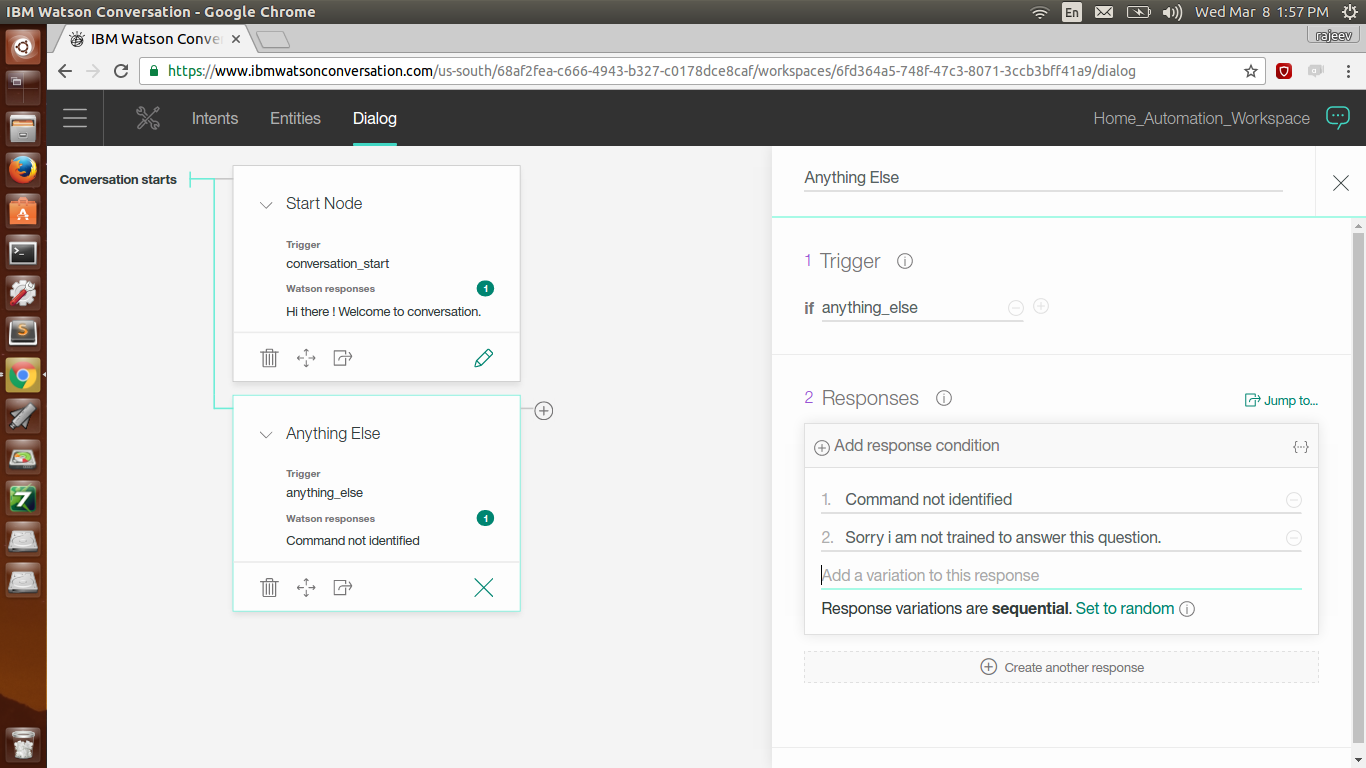 IBM Watson Conversation - Google Chrome
En
Wed Mar 8 1:57 PM
IBM Watson Conve
rajeev
https://www.ibmwatsonconversation.com/us-south/68af2fea-c666-4943-b327-c0178dce8caf/workspaces/6fd364a5-748f-47c3-8071-3ccb3bff41a9/dialog
Intents Entities Dialog
Home_Automation_Workspace
Conversation starts
Start Node
Trigger
conversation_start
Watson responses 1
Hi there ! Welcome to conversation.
Anything Else
Trigger
anything_else
Watson responses 1
Command not identified
Anything Else
1 Trigger
if anything_else
2 Responses
Jump to...
Add response condition
1. Command not identified
2. Sorry i am not trained to answer this question.
Add a variation to this response
Response variations are sequential. Set to random
Create another response